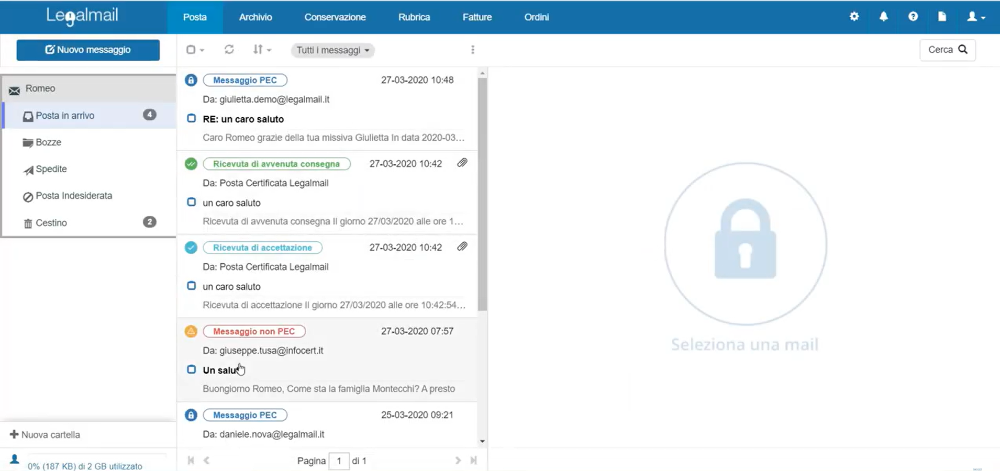 Legalmail
Posta
Archivio
Conservazione
Rubrica
Fatture
Ordini
Nuovo messaggio
Tutti i messaggi
Cerca
Romeo
Posta in arrivo 4
Bozze
Spedite
Posta Indesiderata
Cestino 2
Nuova cartella
0% (187 KB) di 2 GB utilizzato
Messaggio PEC 27-03-2020 10:48
Da: giulietta.demo@legalmail.it
RE: un caro saluto
Caro Romeo grazie della tua missiva Giulietta In data 2020-03...
Ricevuta di avvenuta consegna 27-03-2020 10:42
Da: Posta Certificata Legalmail
un caro saluto
Ricevuta di avvenuta consegna Il giorno 27/03/2020 alle ore 1...
Ricevuta di accettazione 27-03-2020 10:42
Da: Posta Certificata Legalmail
un caro saluto
Ricevuta di accettazione Il giorno 27/03/2020 alle ore 10:42:54...
Messaggio non PEC 27-03-2020 07:57
Da: giuseppe.tusa@infocert.it
Un
Buongiorno Romeo, Come sta la famiglia Montecchi? A presto
Messaggio PEC 25-03-2020 09:21
Da: daniele.nova@legalmail.it
Pagina 1 di 1
Seleziona una mail